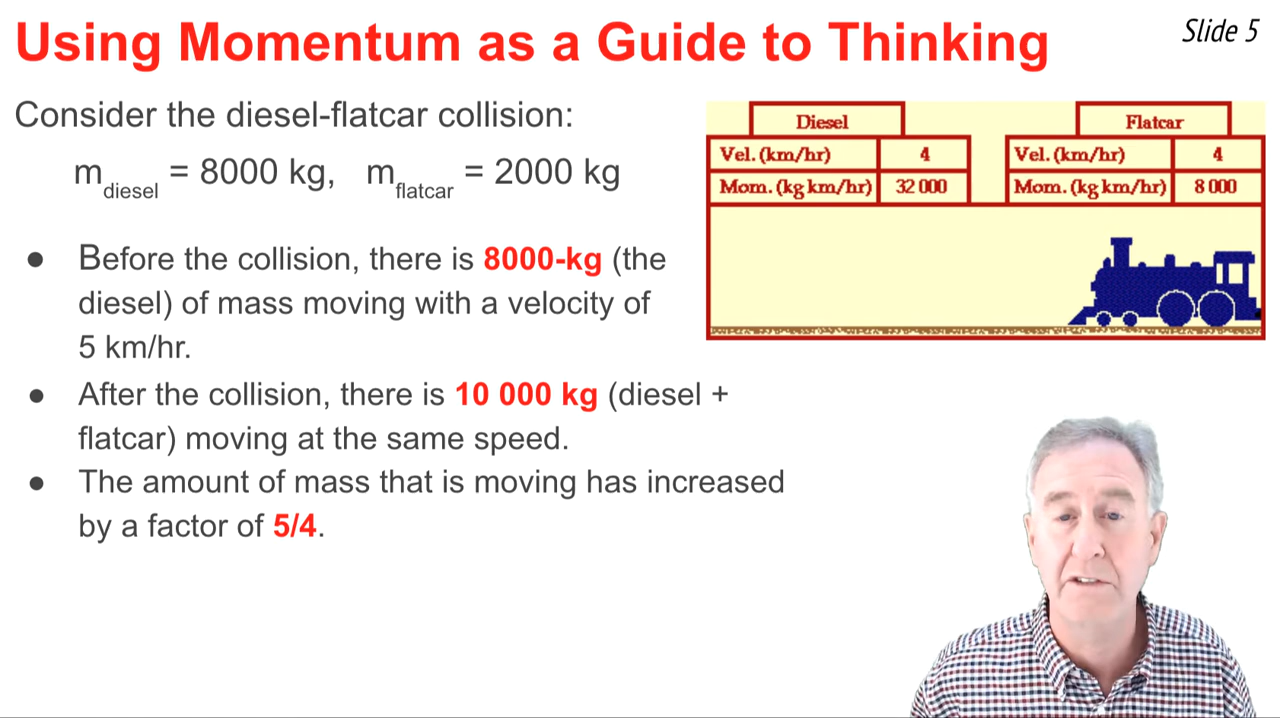 Using Momentum as a Guide to Thinking
Slide 5
Consider the diesel-flatcar collision:
m diesel = 8000 kg, m flatcar = 2000 kg
● Before the collision, there is 8000-kg (the
diesel) of mass moving with a velocity of
5 km/hr.
● After the collision, there is 10 000 kg (diesel +
flatcar) moving at the same speed.
● The amount of mass that is moving has increased
by a factor of 5/4.
Diesel
Vel. (km/hr) 4
Mom. (kg km/hr) 32 000
Flatcar
Vel. (km/hr) 4
Mom. (kg km/hr) 8 000